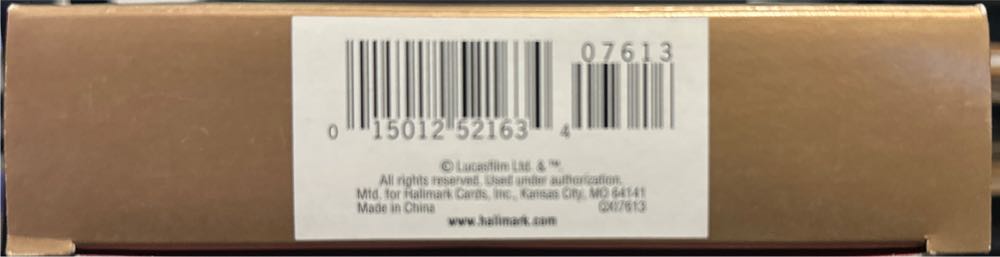 07613
0 15012 52163 4
© Lucasfilm Ltd. & ™.
All rights reserved. Used under authorization.
Mfd. for Hallmark Cards, Inc., Kansas City, MO 64141
Made in China QXI7613
www.hallmark.com